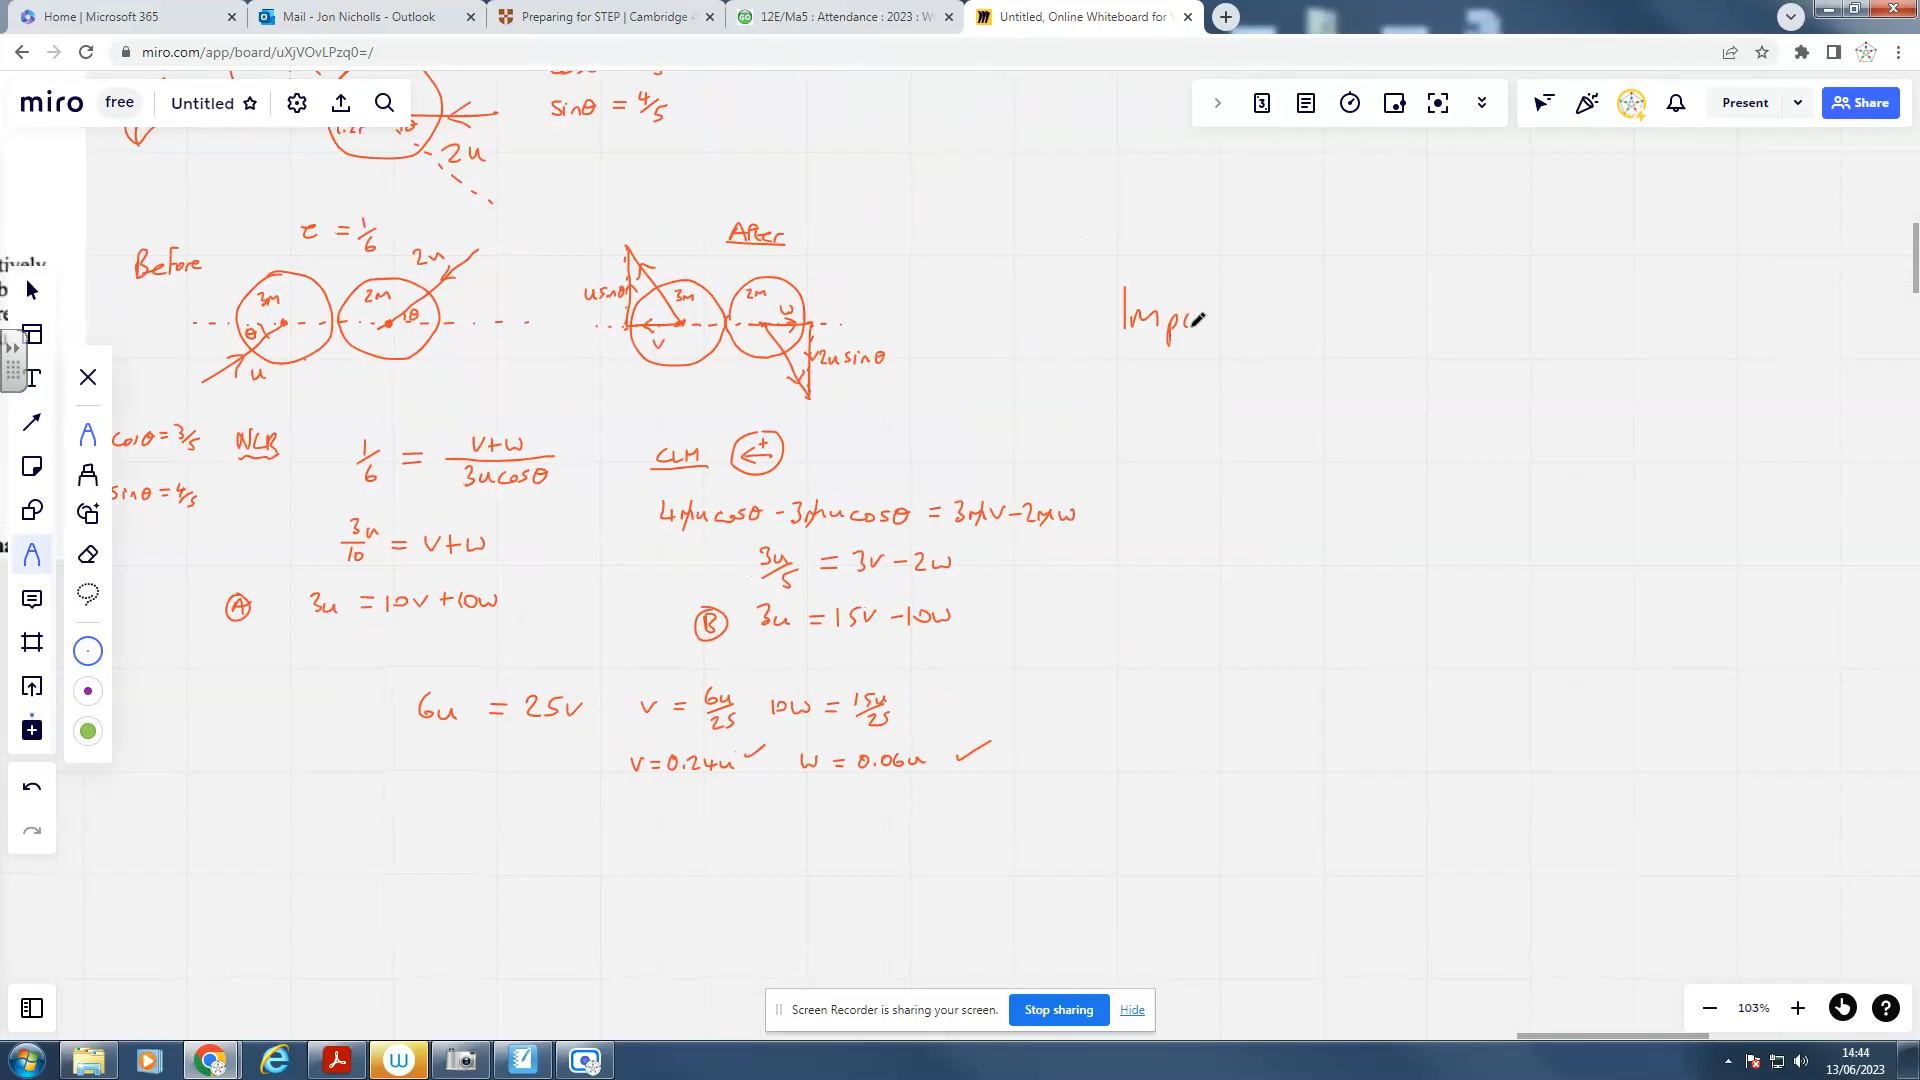 Home | Microsoft 365
Mail - Jon Nicholls - Outlook
Preparing for STEP | Cambridge A
12E/Ma5 : Attendance : 2023 : W
Untitled, Online Whiteboard for
miro.com/app/board/uXjVOvLPzq0=/
miro free Untitled
Present
Share
sinθ = 4/5
2u
e = 1/6
Before
3m
2m
2u
θ
θ
u
After
usinθ
3m
2m
v
w
2usinθ
Impa
tively
cosθ = 3/5
sinθ = 4/5
NLR
1/6 = v+w / 3ucosθ
3u/10 = v+w
A 3u = 10v + 10w
CLM +
4mucosθ - 3mucosθ = 3mv - 2mw
3u/5 = 3v - 2w
B 3u = 15v - 10w
6u = 25v v = 6u/25 10w = 15u/25
v = 0.24u ✓ w = 0.06u ✓
Screen Recorder is sharing your screen.
Stop sharing
Hide
103%
14:44
13/06/2023